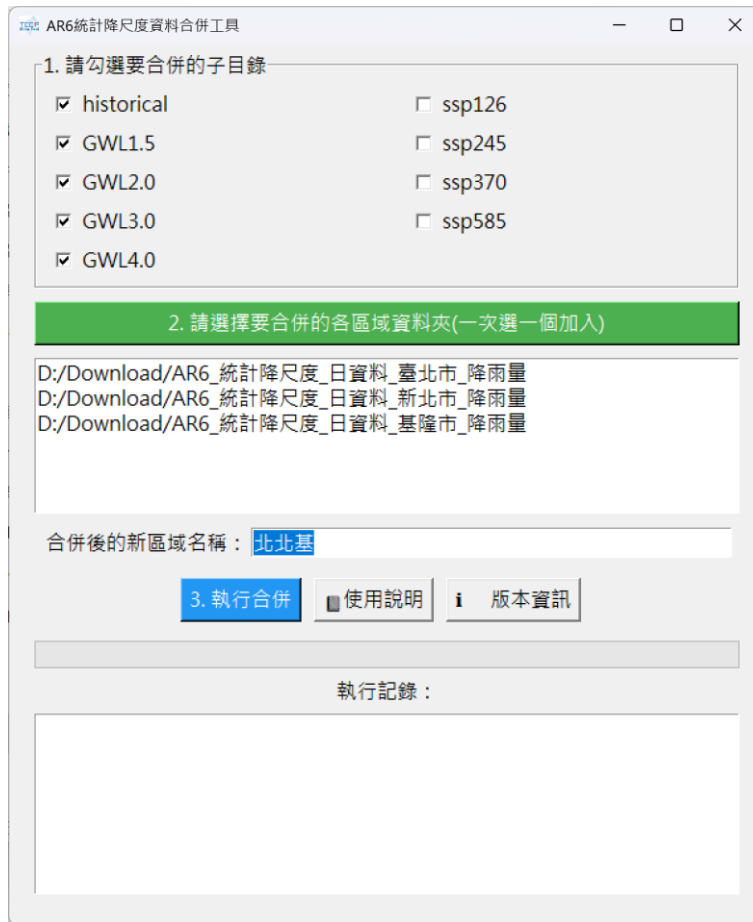 AR6統計降尺度資料合併工具
1. 請勾選要合併的子目錄
historical
ssp126
GWL1.5
ssp245
GWL2.0
ssp370
GWL3.0
ssp585
GWL4.0
2. 請選擇要合併的各區域資料夾(一次選一個加入)
D:/Download/AR6_統計降尺度_日資料_臺北市_降雨量
D:/Download/AR6_統計降尺度_日資料_新北市_降雨量
D:/Download/AR6_統計降尺度_日資料_基隆市_降雨量
合併後的新區域名稱： 北北基
3. 執行合併
使用說明
i 版本資訊
執行記錄：